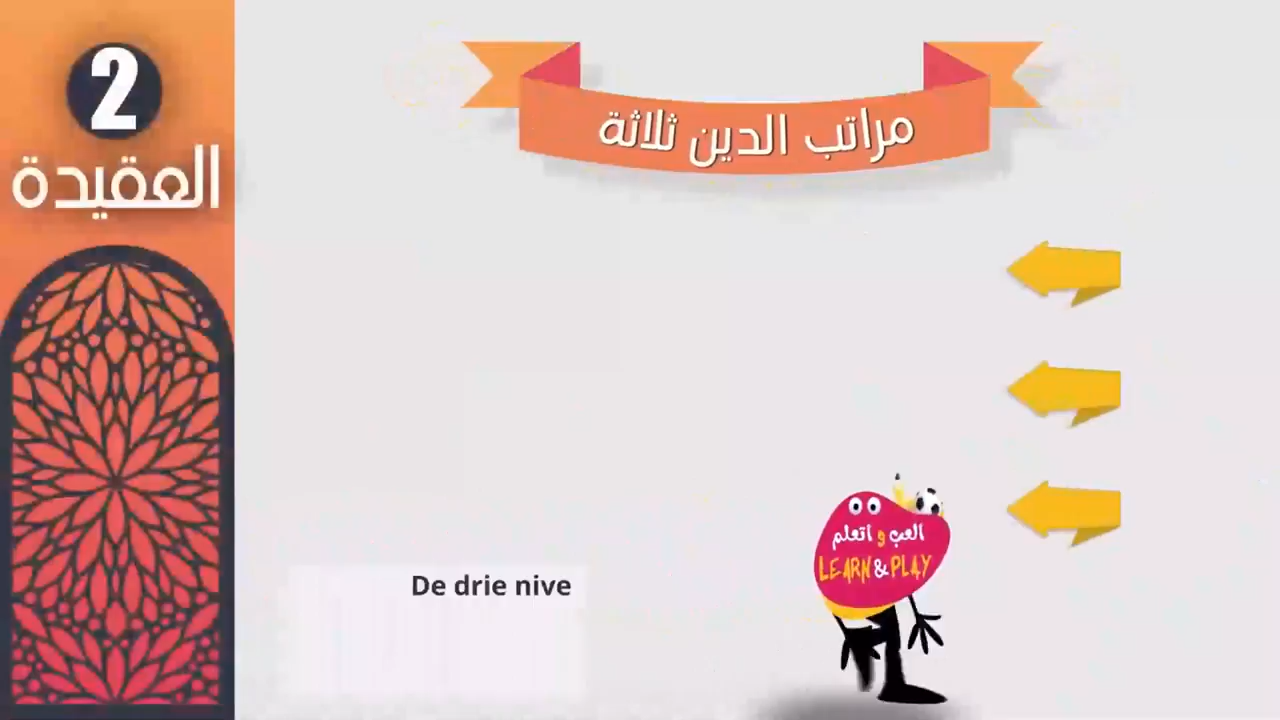 2
العقيدة
مراتب الدين ثلاثة
العب و اتعلم
LEARN & PLAY
De drie nive